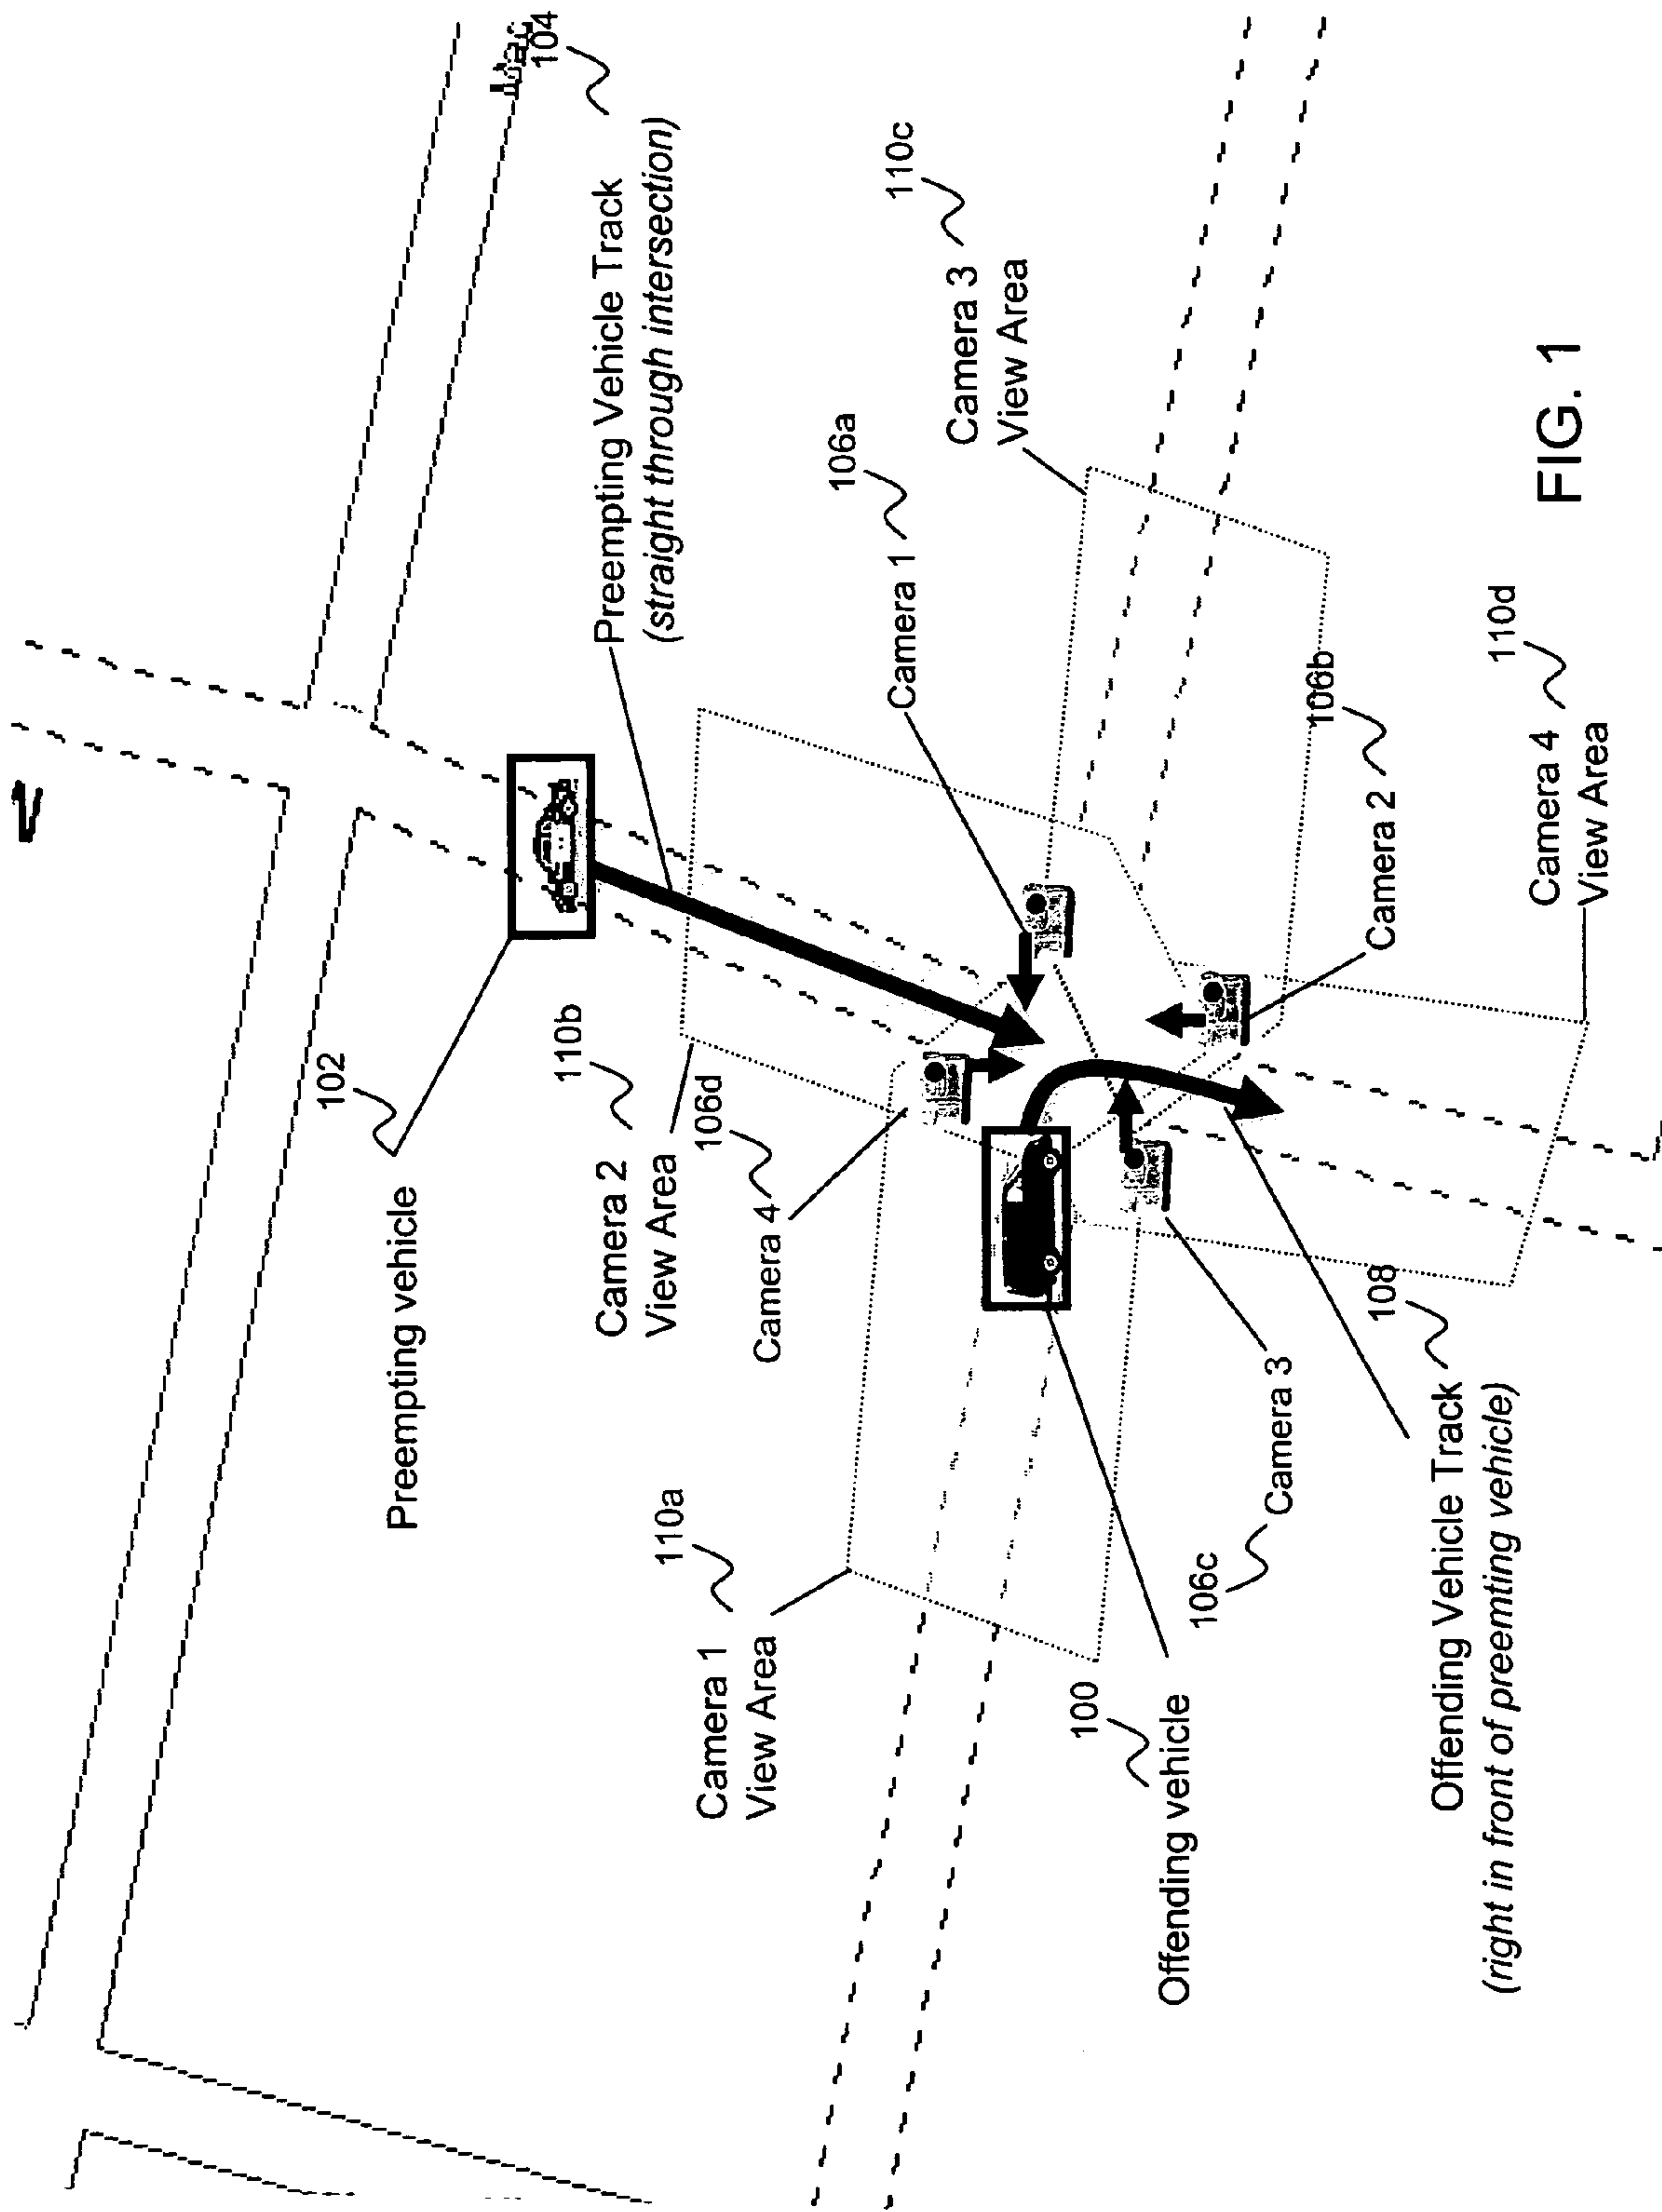 104
Preempting Vehicle Track
(straight through intersection)
102
Preempting vehicle
110b
Camera 2
View Area
106d
Camera 4
106a
Camera 1
110c
Camera 3
View Area
110a
Camera 1
View Area
106b
Camera 2
110d
Camera 4
View Area
100
Offending vehicle
106c
Camera 3
108
Offending Vehicle Track
(right in front of preemting vehicle)
FIG. 1